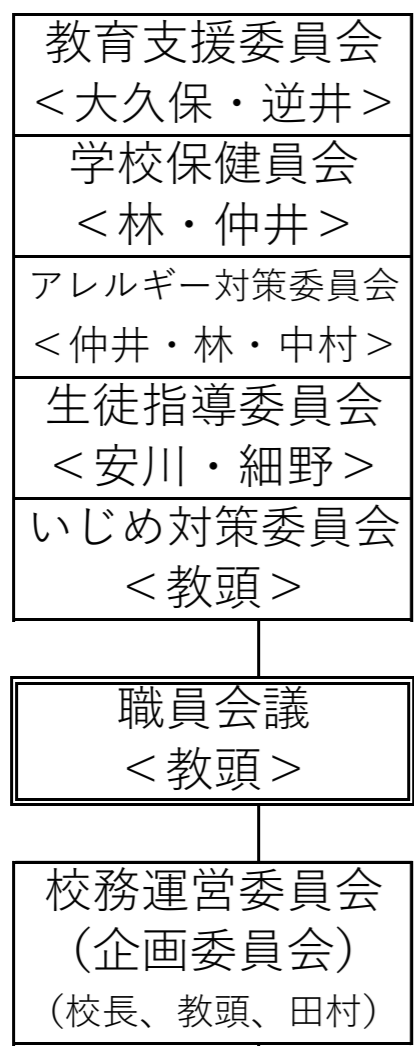 教育支援委員会
<大久保・逆井>
学校保健員会
<林・仲井>
アレルギー対策委員会
<仲井・林・中村>
生徒指導委員会
<安川・細野>
いじめ対策委員会
<教頭>
職員会議
<教頭>
校務運営委員会
(企画委員会)
(校長、教頭、田村)